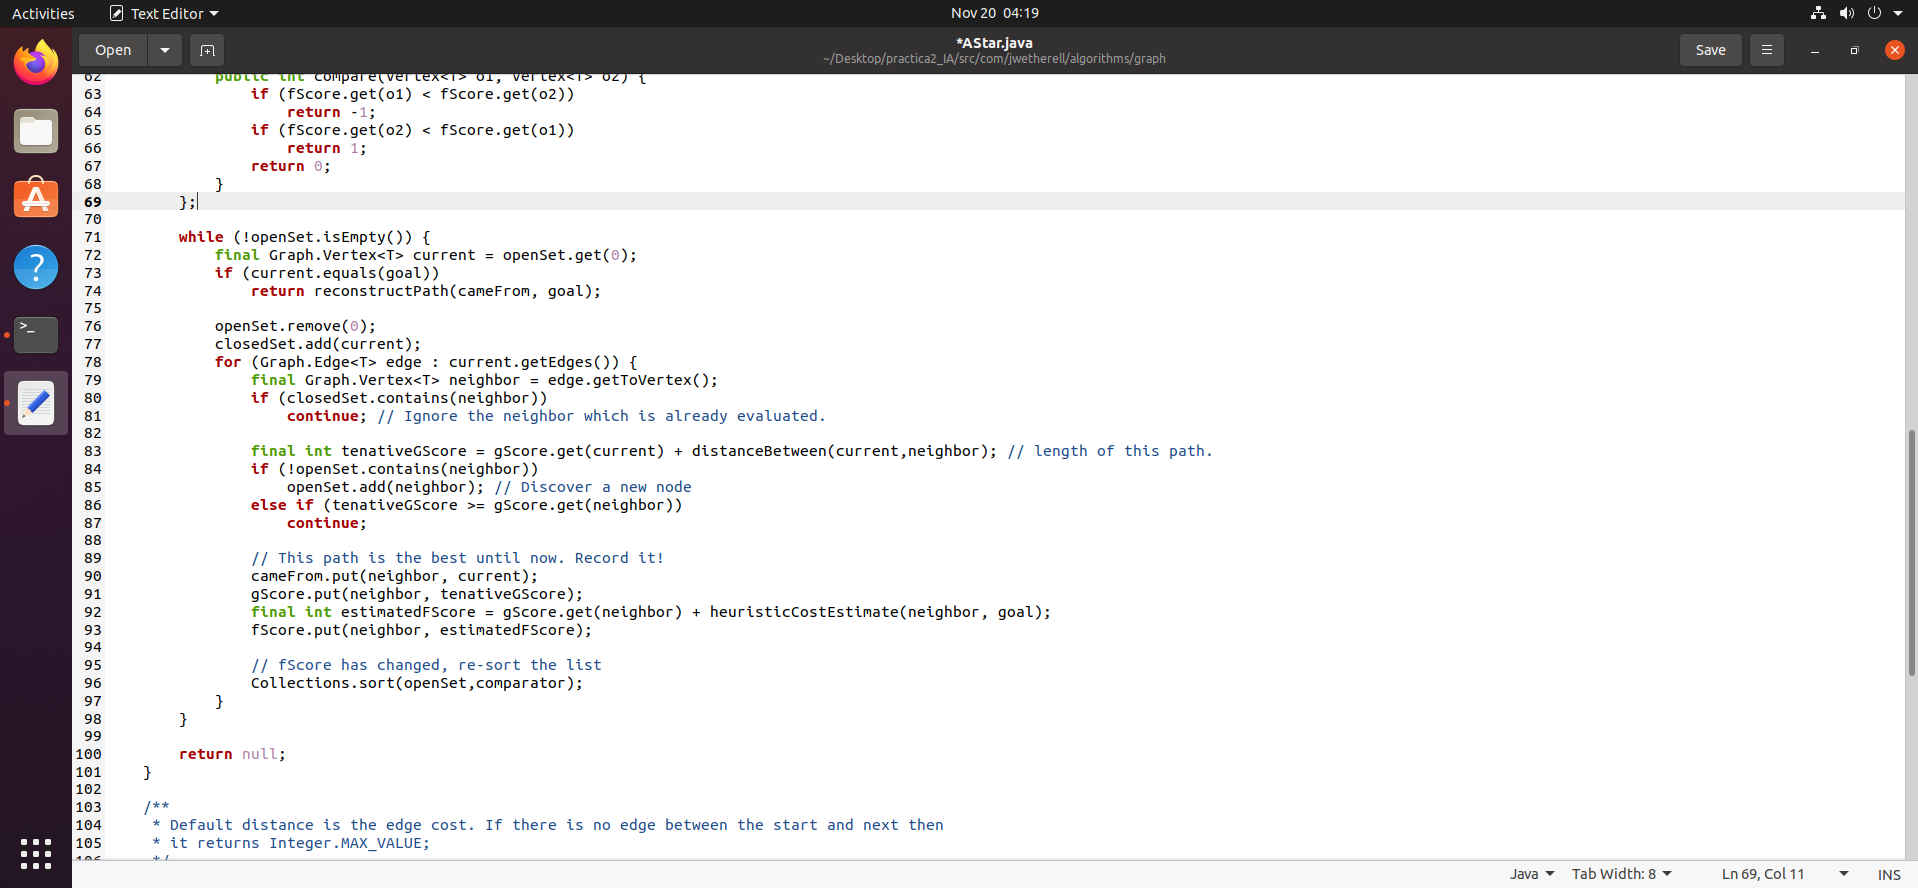 Activities Text Editor Nov 20 04:19
Open *AStar.java Save
~/Desktop/practica2_IA/src/com/jwetherell/algorithms/graph
62 public int compare(Vertex<T> o1, Vertex<T> o2) {
63 if (fScore.get(o1) < fScore.get(o2))
64 return -1;
65 if (fScore.get(o2) < fScore.get(o1))
66 return 1;
67 return 0;
68 }
69 };
70
71 while (!openSet.isEmpty()) {
72 final Graph.Vertex<T> current = openSet.get(0);
73 if (current.equals(goal))
74 return reconstructPath(cameFrom, goal);
75
76 openSet.remove(0);
77 closedSet.add(current);
78 for (Graph.Edge<T> edge : current.getEdges()) {
79 final Graph.Vertex<T> neighbor = edge.getToVertex();
80 if (closedSet.contains(neighbor))
81 continue; // Ignore the neighbor which is already evaluated.
82
83 final int tenativeGScore = gScore.get(current) + distanceBetween(current,neighbor); // length of this path.
84 if (!openSet.contains(neighbor))
85 openSet.add(neighbor); // Discover a new node
86 else if (tenativeGScore >= gScore.get(neighbor))
87 continue;
88
89 // This path is the best until now. Record it!
90 cameFrom.put(neighbor, current);
91 gScore.put(neighbor, tenativeGScore);
92 final int estimatedFScore = gScore.get(neighbor) + heuristicCostEstimate(neighbor, goal);
93 fScore.put(neighbor, estimatedFScore);
94
95 // fScore has changed, re-sort the list
96 Collections.sort(openSet,comparator);
97 }
98 }
99
100 return null;
101 }
102
103 /**
104 * Default distance is the edge cost. If there is no edge between the start and next then
105 * it returns Integer.MAX_VALUE;
106 */
Java Tab Width: 8 Ln 69, Col 11 INS